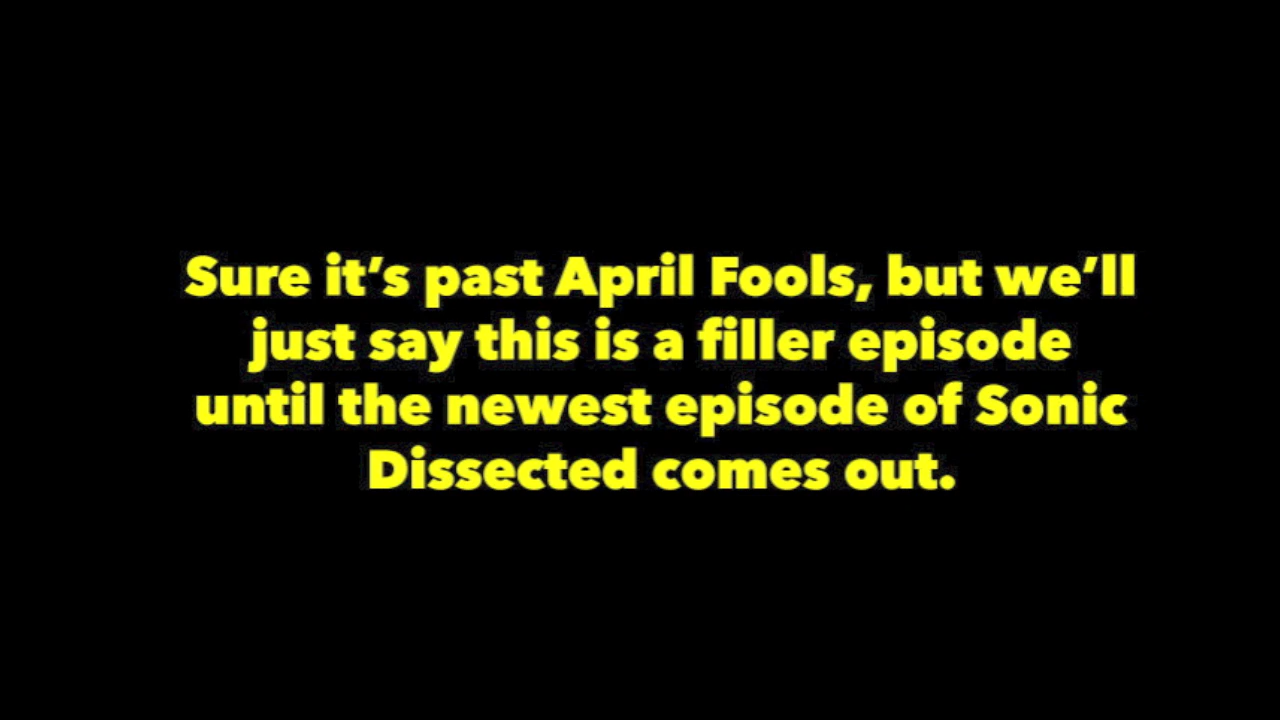 Sure it’s past April Fools, but we’ll
just say this is a filler episode
until the newest episode of Sonic
Dissected comes out.